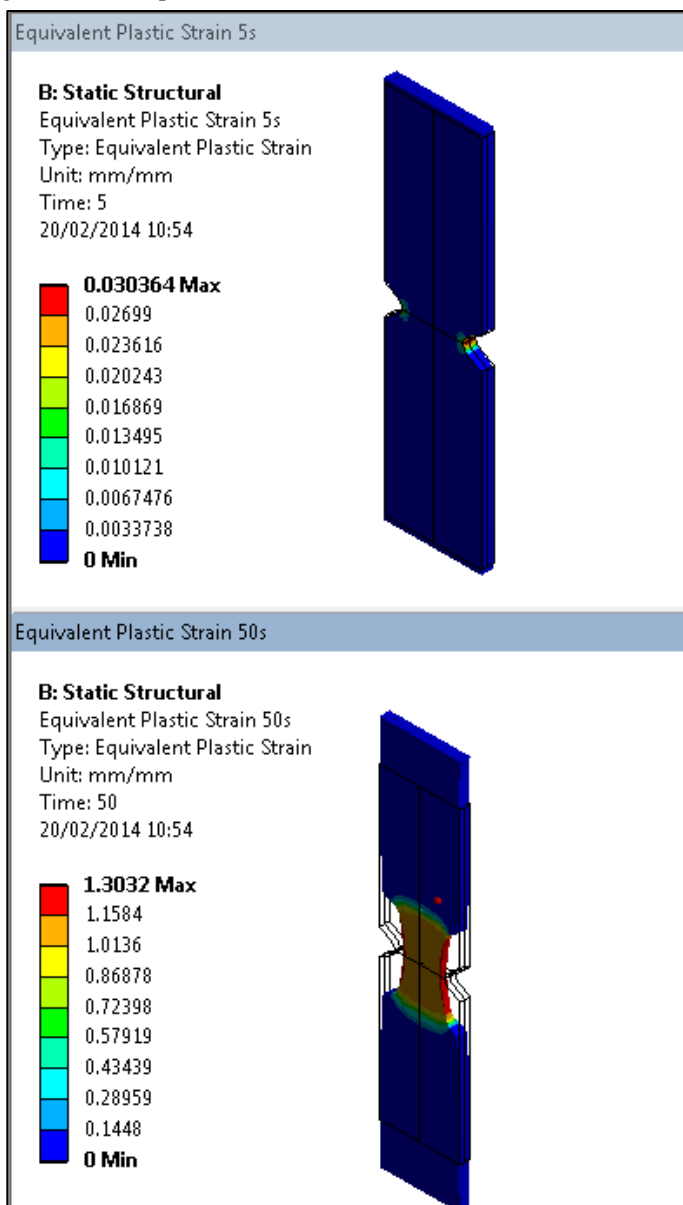 Equivalent Plastic Strain 5s
B: Static Structural
Equivalent Plastic Strain 5s
Type: Equivalent Plastic Strain
Unit: mm/mm
Time: 5
20/02/2014 10:54
0.030364 Max
0.02699
0.023616
0.020243
0.016869
0.013495
0.010121
0.0067476
0.0033738
0 Min
Equivalent Plastic Strain 50s
B: Static Structural
Equivalent Plastic Strain 50s
Type: Equivalent Plastic Strain
Unit: mm/mm
Time: 50
20/02/2014 10:54
1.3032 Max
1.1584
1.0136
0.86878
0.72398
0.57919
0.43439
0.28959
0.1448
0 Min